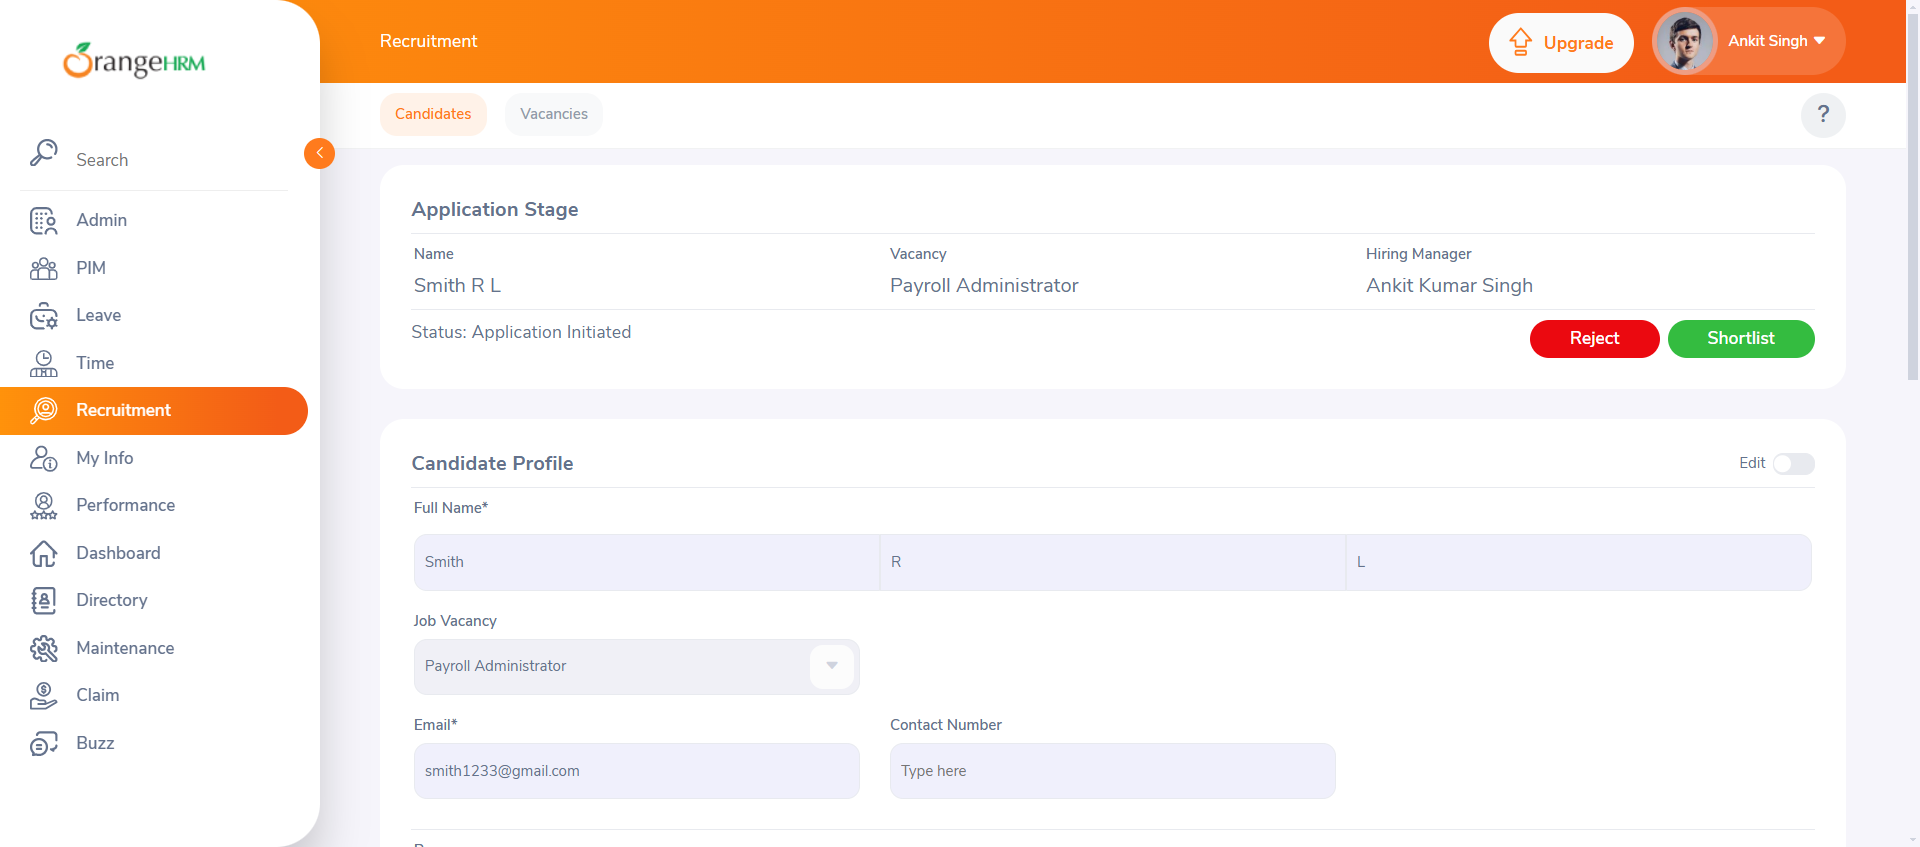 OrangeHRM
Recruitment
Upgrade
Ankit Singh
Candidates
Vacancies
?
Search
Admin
PIM
Leave
Time
Recruitment
My Info
Performance
Dashboard
Directory
Maintenance
Claim
Buzz
Application Stage
Name
Vacancy
Hiring Manager
Smith R L
Payroll Administrator
Ankit Kumar Singh
Status: Application Initiated
Reject
Shortlist
Candidate Profile
Edit
Full Name*
Smith
R
L
Job Vacancy
Payroll Administrator
Email*
Contact Number
smith1233@gmail.com
Type here